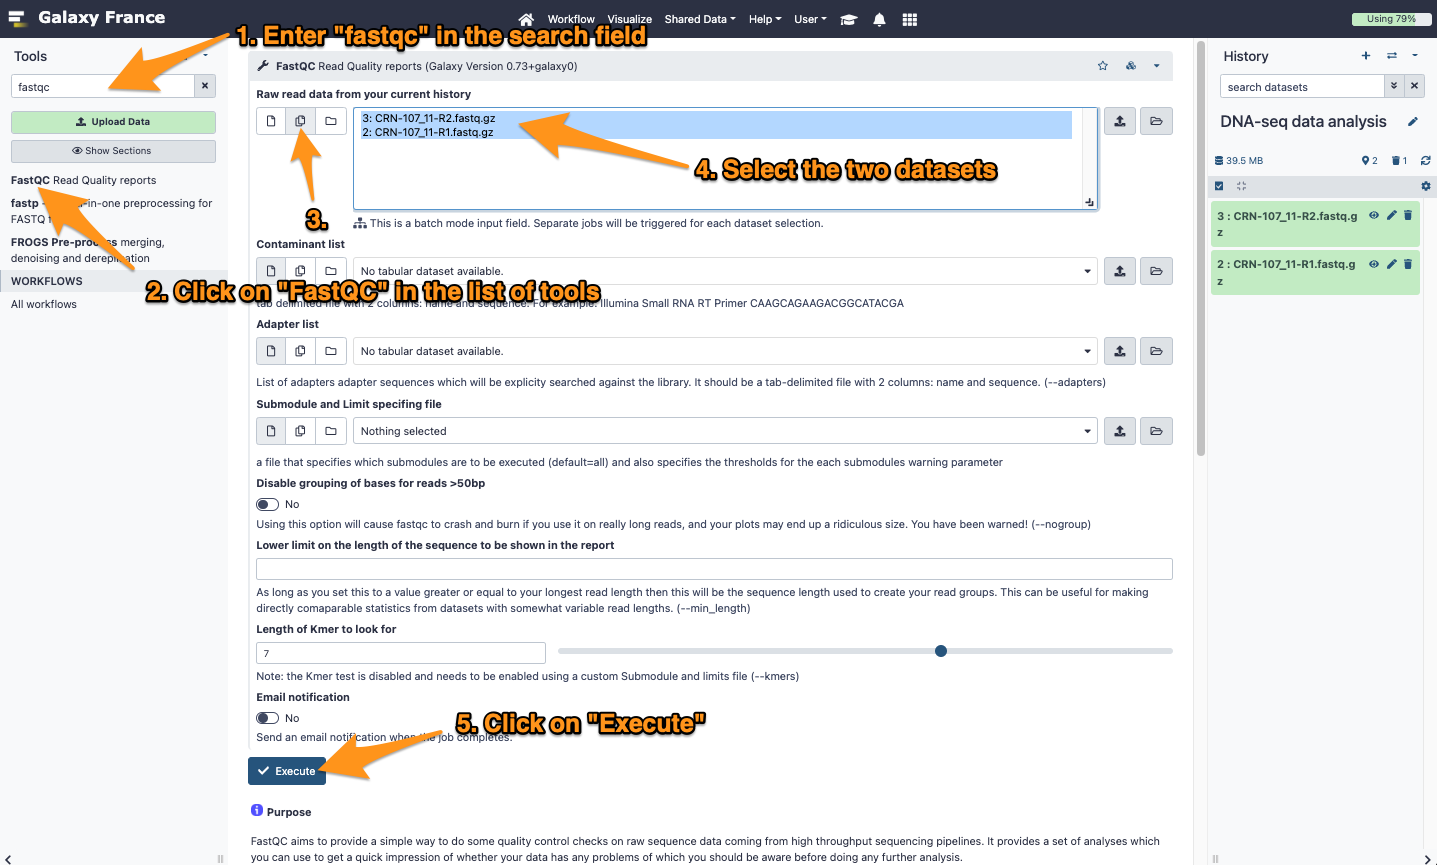 Galaxy France
Workflow Visualize Shared Data Help User
Using 79%
1. Enter "fastqc" in the search field
Tools
fastqc
Upload Data
Show Sections
FastQC Read Quality reports
fastp -in-one preprocessing for
FASTQ
FROGS Pre-process merging,
denoising and dereplication
WORKFLOWS
All workflows
2. Click on "FastQC" in the list of tools
FastQC Read Quality reports (Galaxy Version 0.73+galaxy0)
Raw read data from your current history
3: CRN-107_11-R2.fastq.gz
2: CRN-107_11-R1.fastq.gz
4. Select the two datasets
3.
This is a batch mode input field. Separate jobs will be triggered for each dataset selection.
Contaminant list
No tabular dataset available.
tab delimited file with 2 columns: name and sequence. For example: Illumina Small RNA RT Primer CAAGCAGAAGACGGCATACGA
Adapter list
No tabular dataset available.
List of adapters adapter sequences which will be explicity searched against the library. It should be a tab-delimited file with 2 columns: name and sequence. (--adapters)
Submodule and Limit specifing file
Nothing selected
a file that specifies which submodules are to be executed (default=all) and also specifies the thresholds for the each submodules warning parameter
Disable grouping of bases for reads >50bp
No
Using this option will cause fastqc to crash and burn if you use it on really long reads, and your plots may end up a ridiculous size. You have been warned! (--nogroup)
Lower limit on the length of the sequence to be shown in the report
As long as you set this to a value greater or equal to your longest read length then this will be the sequence length used to create your read groups. This can be useful for making
directly comaparable statistics from datasets with somewhat variable read lengths. (--min_length)
Length of Kmer to look for
7
Note: the Kmer test is disabled and needs to be enabled using a custom Submodule and limits file (--kmers)
Email notification
No
5. Click on "Execute"
Send an email notification when the job completes.
Execute
Purpose
FastQC aims to provide a simple way to do some quality control checks on raw sequence data coming from high throughput sequencing pipelines. It provides a set of analyses which
you can use to get a quick impression of whether your data has any problems of which you should be aware before doing any further analysis.
History
search datasets
DNA-seq data analysis
39.5 MB
2
1
3 : CRN-107_11-R2.fastq.g
z
2 : CRN-107_11-R1.fastq.g
z